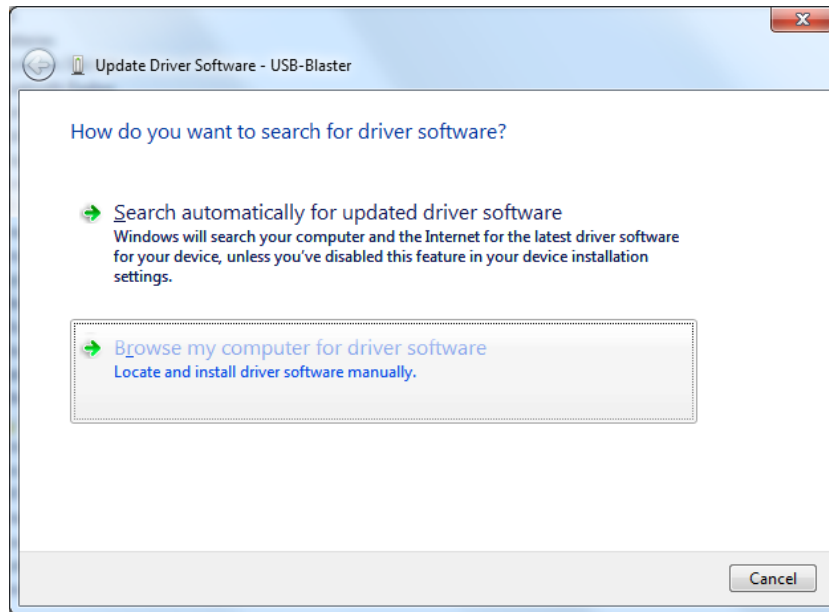 Update Driver Software - USB-Blaster
How do you want to search for driver software?
Search automatically for updated driver software
Windows will search your computer and the Internet for the latest driver software
for your device, unless you've disabled this feature in your device installation
settings.
Browse my computer for driver software
Locate and install driver software manually.
Cancel